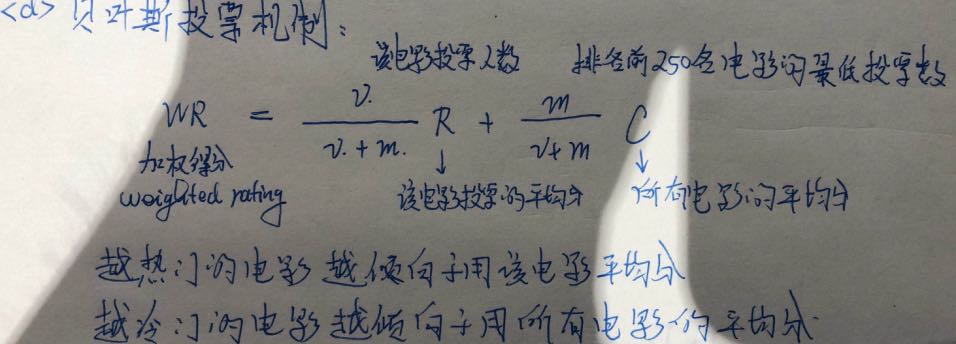 <d> 贝叶斯投票机制：
该电影投票人数 排名前250名电影的最低投票数
WR = v. / v. + m. R + m / v+m C
加权得分
weighted rating
该电影投票的平均分 所有电影的平均分
越热门的电影越倾向于用该电影平均分
越冷门的电影越倾向于用所有电影的平均分.